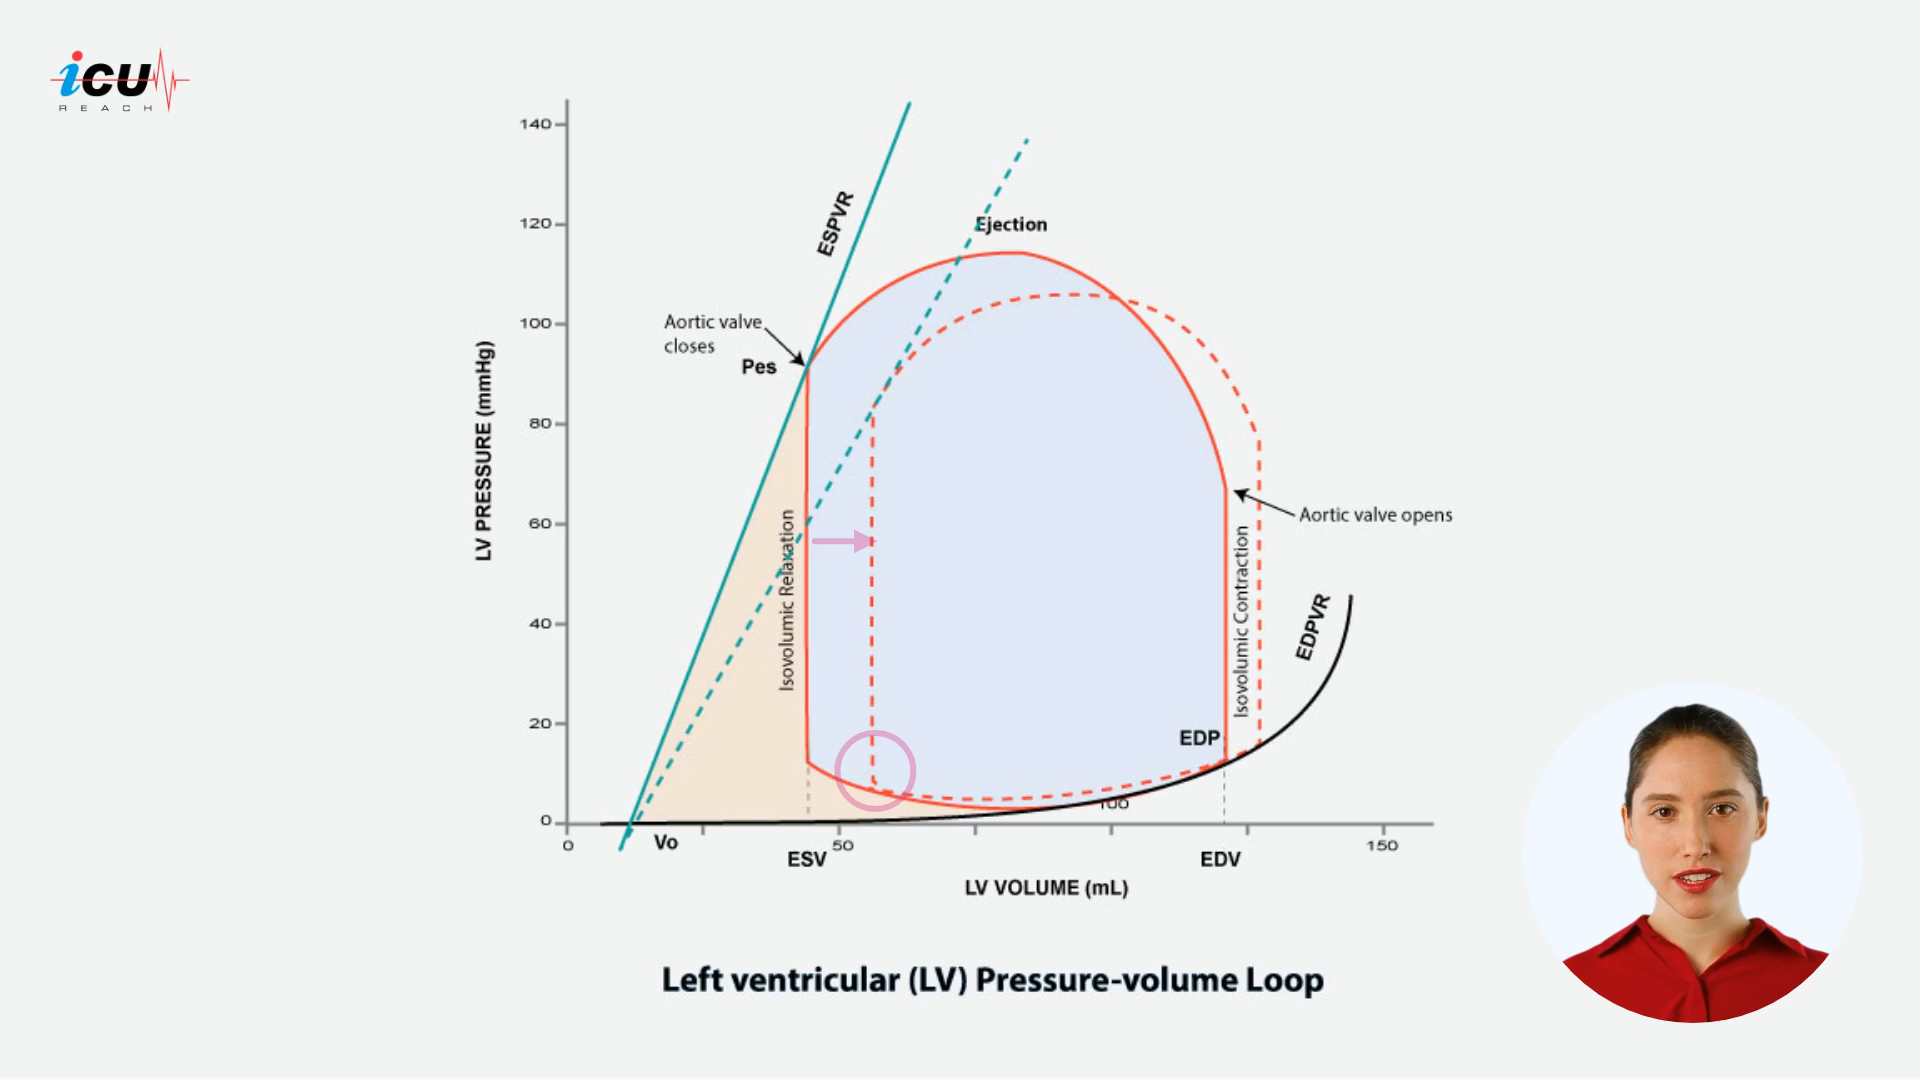 icu
REACH
140
120
100
80
60
40
20
0
LV PRESSURE (mmHg)
ESPVR
Ejection
Aortic valve
closes
Pes
Isovolumic Relaxation
Aortic valve opens
Isovolumic Contraction
EDPVR
EDP
100
Vo
0
50
150
ESV
EDV
LV VOLUME (mL)
Left ventricular (LV) Pressure-volume Loop